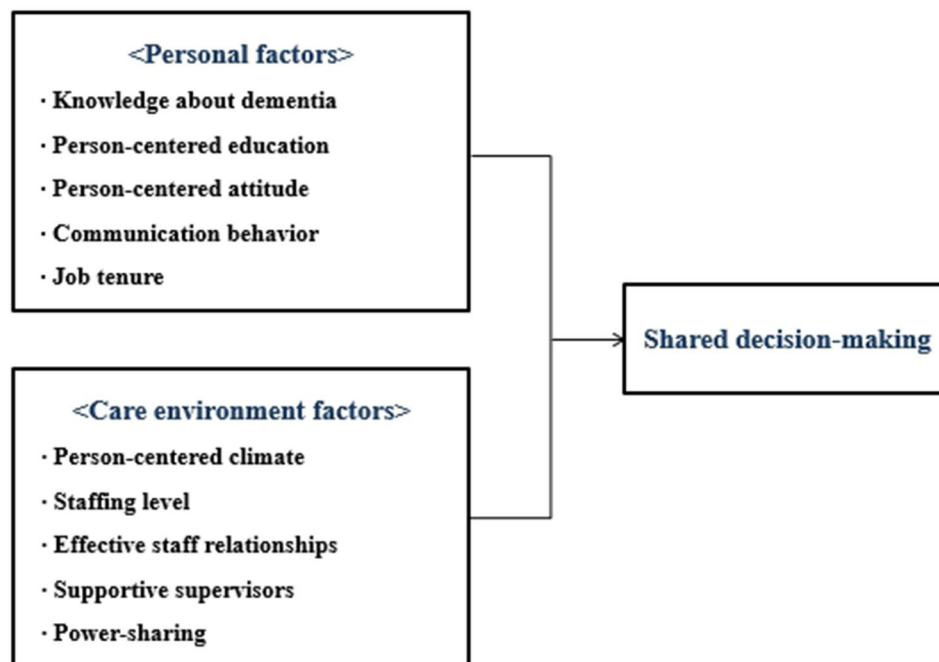 <Personal factors>
· Knowledge about dementia
· Person-centered education
· Person-centered attitude
· Communication behavior
· Job tenure
<Care environment factors>
· Person-centered climate
· Staffing level
· Effective staff relationships
· Supportive supervisors
· Power-sharing
Shared decision-making